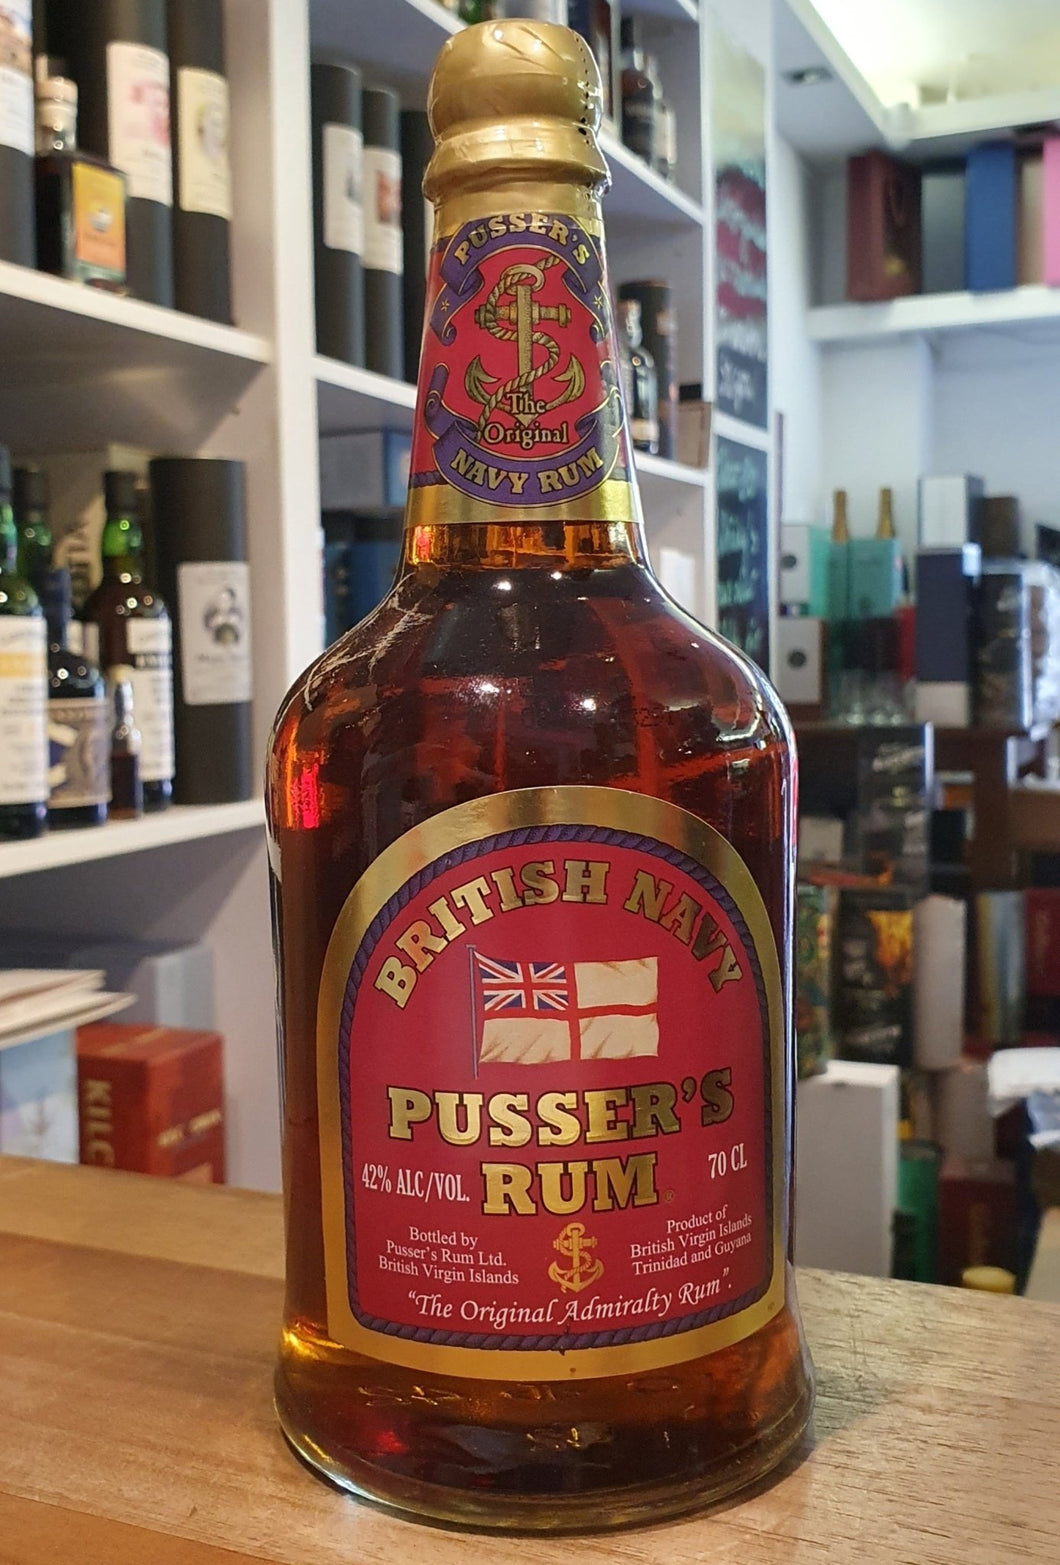 PUSSER'S
The
Original
NAVY RUM
BRITISH NAVY
PUSSER'S
RUM
42% ALC/VOL.
70 CL
Bottled by
Pusser's Rum Ltd.
British Virgin Islands
Product of
British Virgin Islands
Trinidad and Guyana
"The Original Admiralty Rum".
KILC